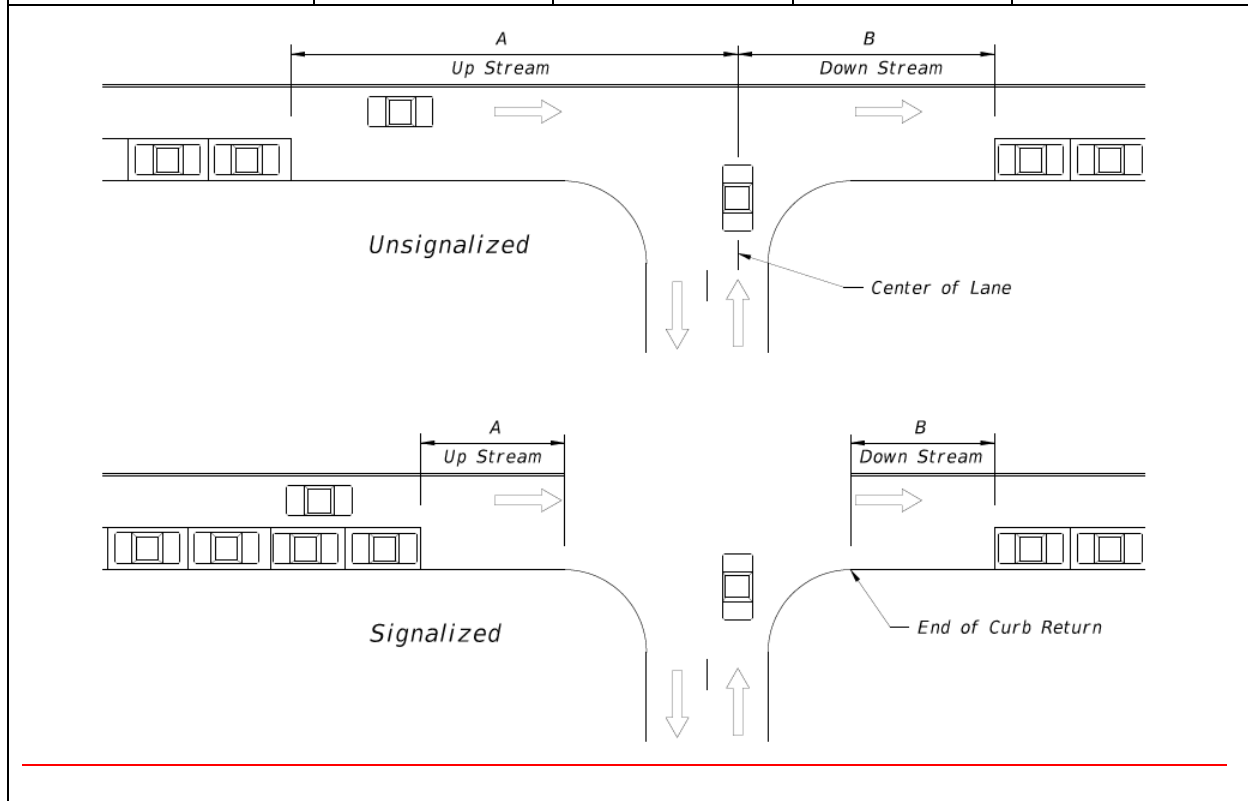 A
B
Up Stream
Down Stream
Unsignalized
Center of Lane
A
B
Up Stream
Down Stream
Signalized
End of Curb Return